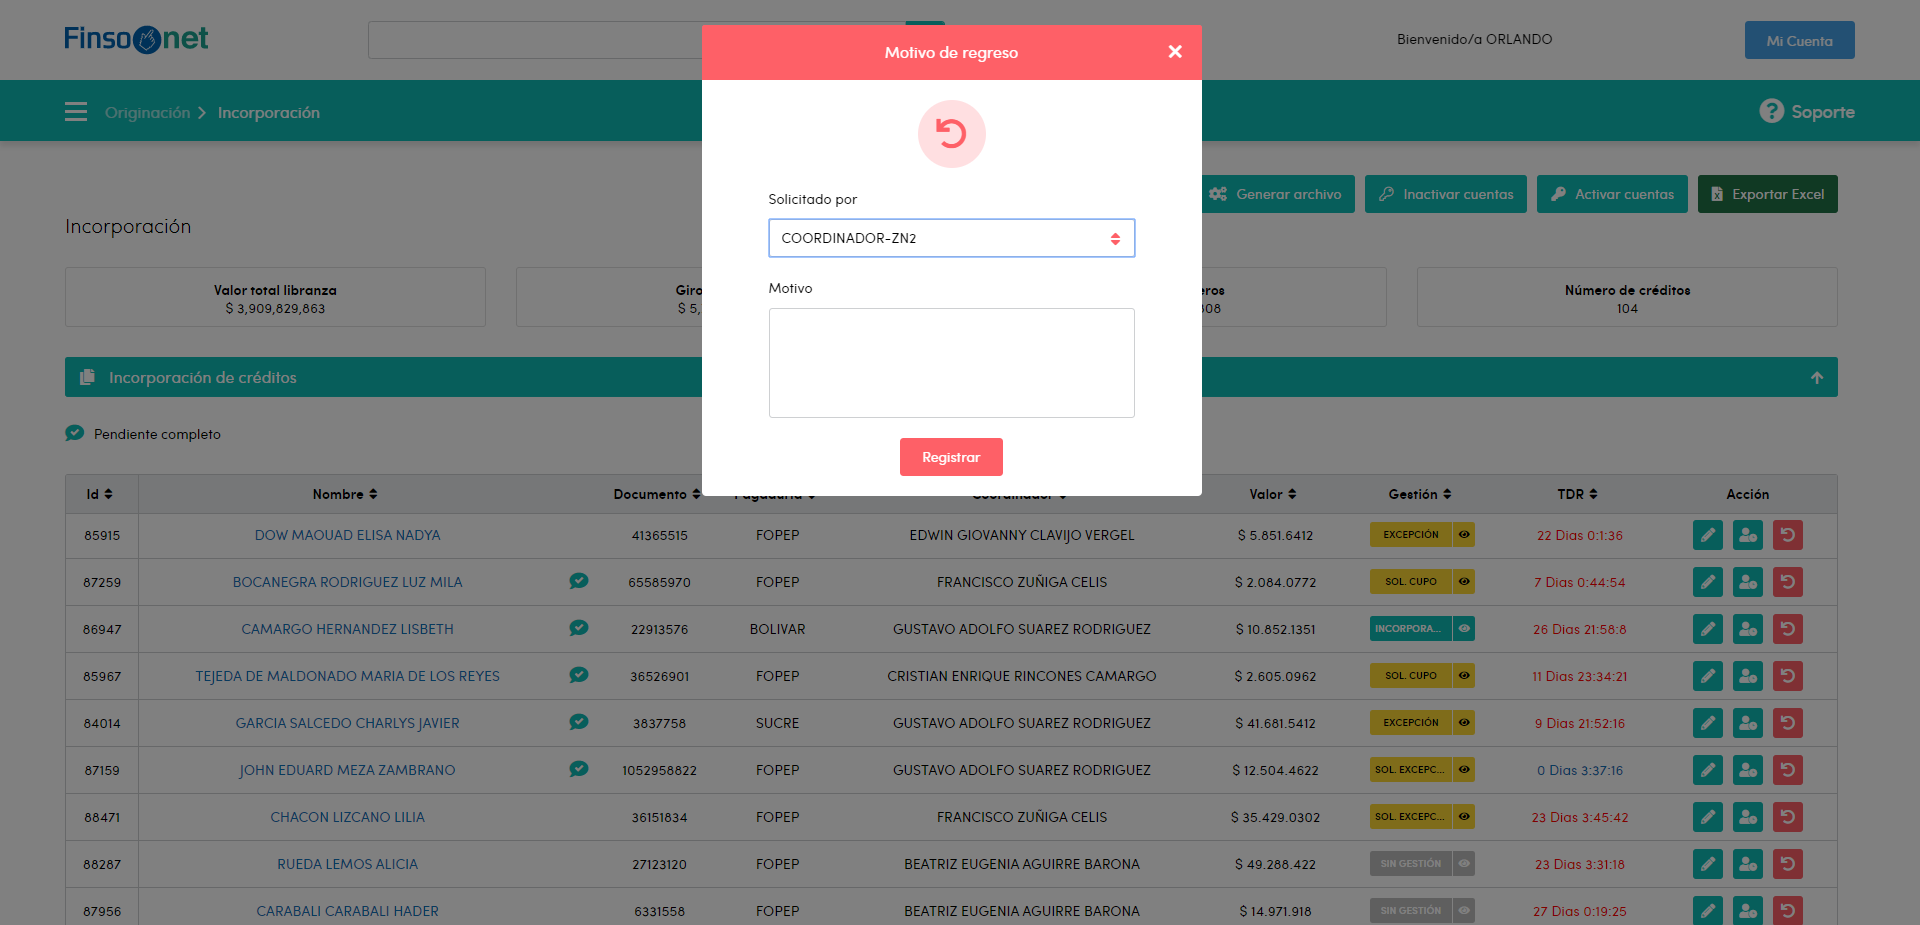 Finsonet
Bienvenido/a ORLANDO
Mi Cuenta
Motivo de regreso
Originación
Incorporación
Soporte
Generar archivo
Inactivar cuentas
Activar cuentas
Exportar Excel
Incorporación
Solicitado por
COORDINADOR-ZN2
Motivo
Registrar
Valor total libranza
$ 3,909,829,863
Número de créditos
104
Incorporación de créditos
Pendiente completo
Id Nombre Documento Pagaduría Coordinador Valor Gestión TDR Acción
85915 DOW MAOUAD ELISA NADYA 41365515 FOPEP EDWIN GIOVANNY CLAVIJO VERGEL $ 5.851.6412 EXCEPCIÓN 22 Dias 0:1:36
87259 BOCANEGRA RODRIGUEZ LUZ MILA 65585970 FOPEP FRANCISCO ZUÑIGA CELIS $ 2.084.0772 SOL. CUPO 7 Dias 0:44:54
86947 CAMARGO HERNANDEZ LISBETH 22913576 BOLIVAR GUSTAVO ADOLFO SUAREZ RODRIGUEZ $ 10.852.1351 INCORPORA... 26 Dias 21:58:8
85967 TEJEDA DE MALDONADO MARIA DE LOS REYES 36526901 FOPEP CRISTIAN ENRIQUE RINCONES CAMARGO $ 2.605.0962 SOL. CUPO 11 Dias 23:34:21
84014 GARCIA SALCEDO CHARLYS JAVIER 3837758 SUCRE GUSTAVO ADOLFO SUAREZ RODRIGUEZ $ 41.681.5412 EXCEPCIÓN 9 Dias 21:52:16
87159 JOHN EDUARD MEZA ZAMBRANO 1052958822 FOPEP GUSTAVO ADOLFO SUAREZ RODRIGUEZ $ 12.504.4622 SOL. EXCEPC... 0 Dias 3:37:16
88471 CHACON LIZCANO LILIA 36151834 FOPEP FRANCISCO ZUÑIGA CELIS $ 35.429.0302 SOL. EXCEPC... 23 Dias 3:45:42
88287 RUEDA LEMOS ALICIA 27123120 FOPEP BEATRIZ EUGENIA AGUIRRE BARONA $ 49.288.422 SIN GESTIÓN 23 Dias 3:31:18
87956 CARABALI CARABALI HADER 6331558 FOPEP BEATRIZ EUGENIA AGUIRRE BARONA $ 14.971.918 SIN GESTIÓN 27 Dias 0:19:25